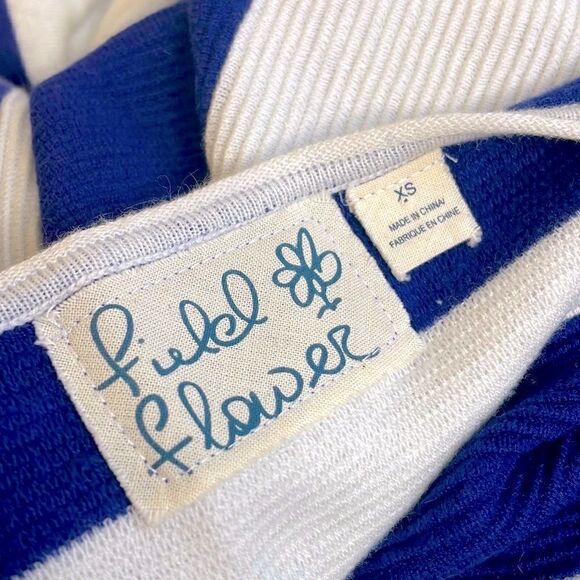 field
flower
XS
MADE IN CHINA/
FABRIQUE EN CHINE